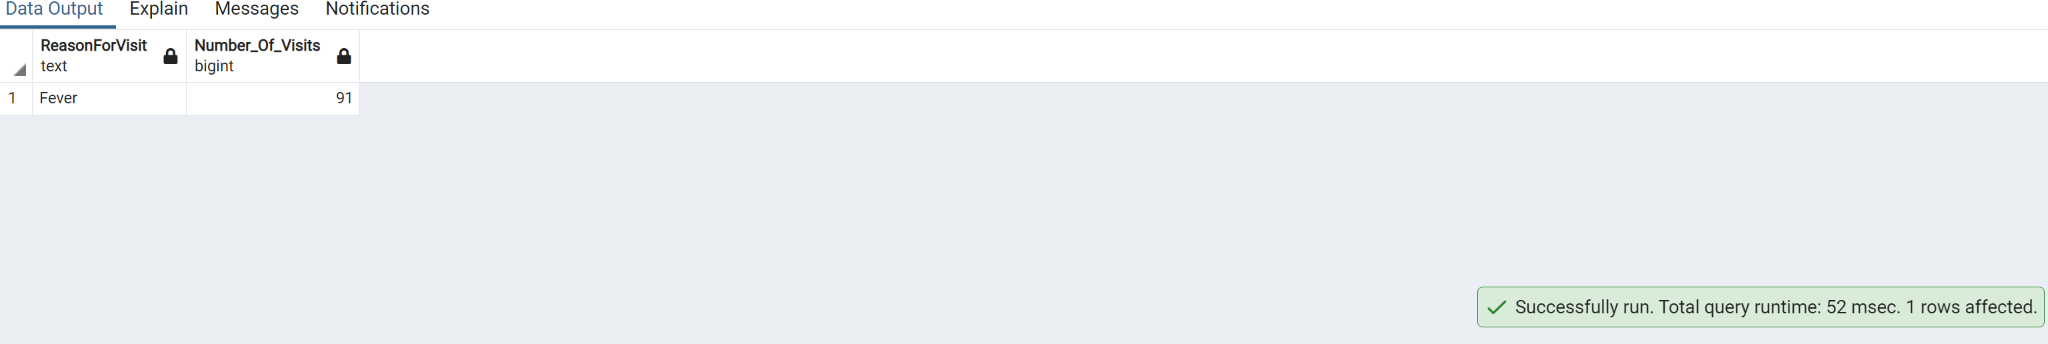 Data Output Explain Messages Notifications
ReasonForVisit Number_Of_Visits
text bigint
1 Fever 91
Successfully run. Total query runtime: 52 msec. 1 rows affected.